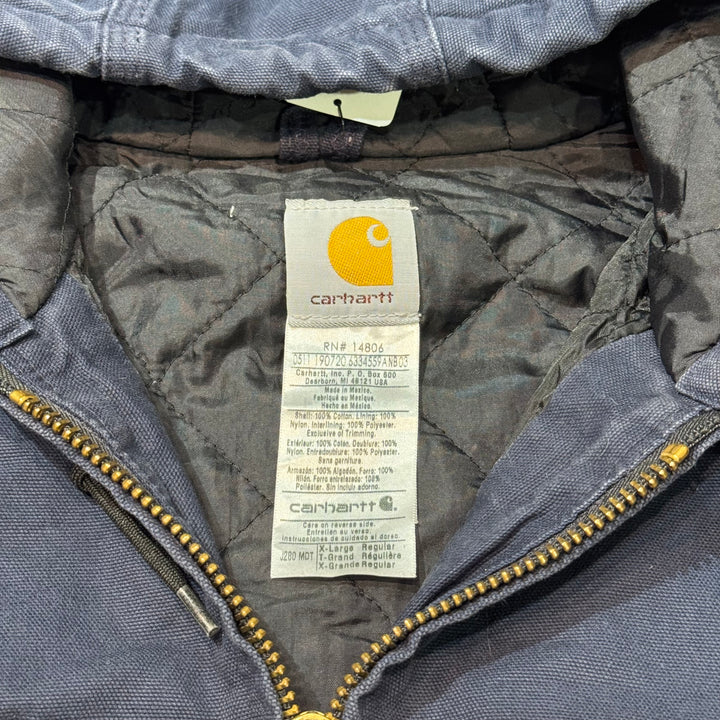 carhartt
RN# 14806
0511 190720 6334559ANB03
Carhartt, Inc. P.O. Box 600
Dearborn, MI 48121 USA
Made in Mexico.
Fabriqué au Mexique.
Hecho en México.
Shell: 100% Cotton. Lining: 100%
Nylon. Interlining: 100% Polyester.
Exclusive of Trimming.
Extérieur: 100% Coton. Doublure: 100%
Nylon. Entredoublure: 100% Polyester.
Sans garniture.
Armazón: 100% Algodón. Forro: 100%
Nilón. Forro entrelazado: 100%
Poliéster. Sin incluir adorno.
carhartt
Care on reverse side.
Entretien au verso.
Instrucciones de cuidado al dorso.
J280 MDT
X-Large Regular
T-Grand Régulière
X-Grande Regular